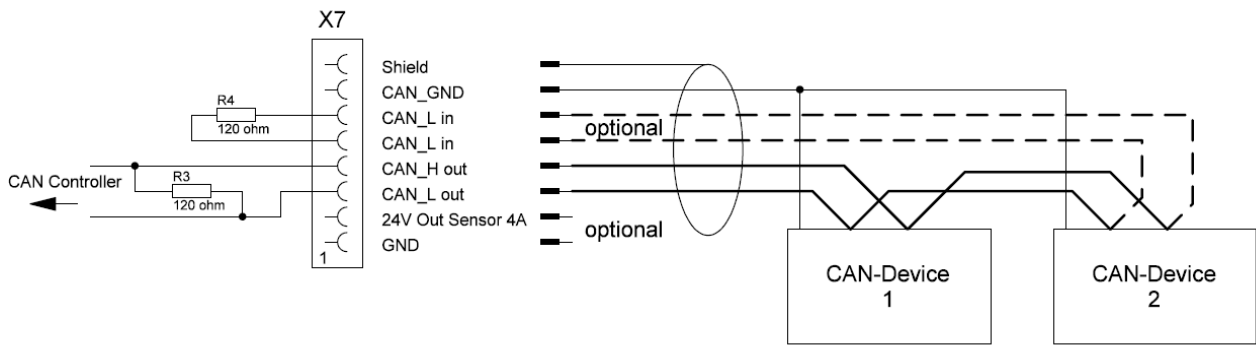 X7
Shield
CAN_GND
R4
120 ohm
CAN_L in
optional
CAN_L in
CAN_H out
CAN Controller
R3
120 ohm
CAN_L out
24V Out Sensor 4A
optional
GND
1
CAN-Device
1
CAN-Device
2